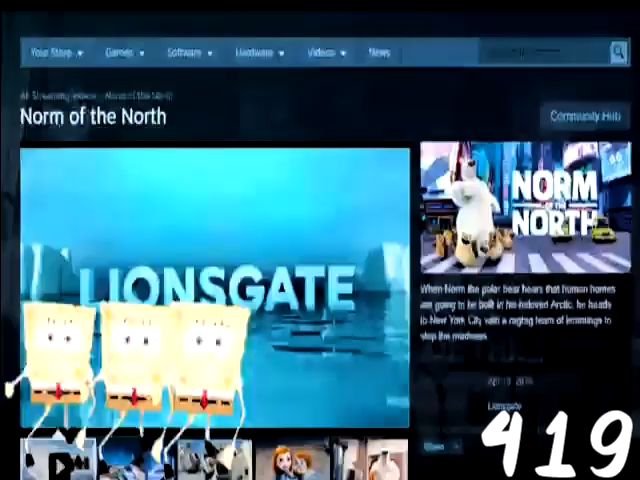 Your Store Games Software Hardware Videos News
Norm of the North
Community Hub
LIONSGATE
NORM
OF THE
NORTH
When Norm the polar bear hears that human homes
are going to be built in his beloved Arctic, he heads
to New York City with a ragtag team of lemmings to
stop the madness.
Lionsgate
419